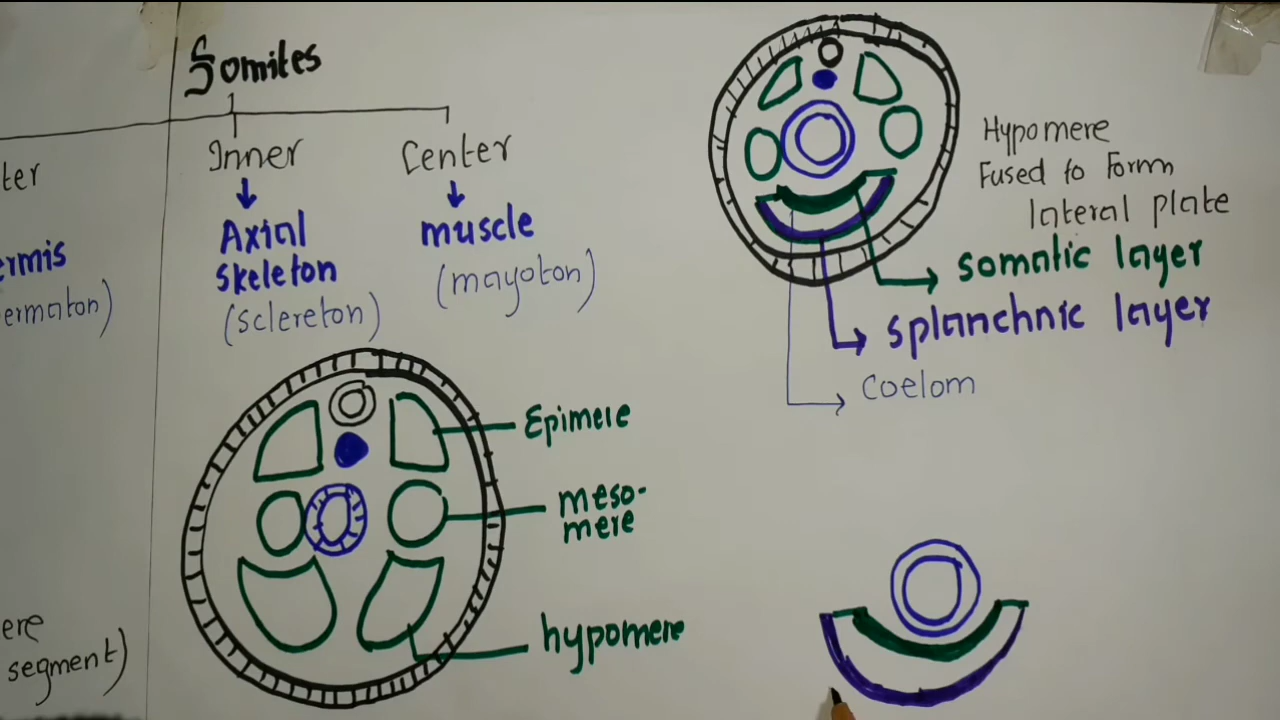 Somites
ter
Inner
Center
ermis
ermaton)
Axial
skeleton
(sclereton)
muscle
(mayoton)
Epimere
meso-
mere
hypomere
ere
segment)
Hypomere
Fused to Form
lateral plate
somatic layer
splanchnic layer
Coelom